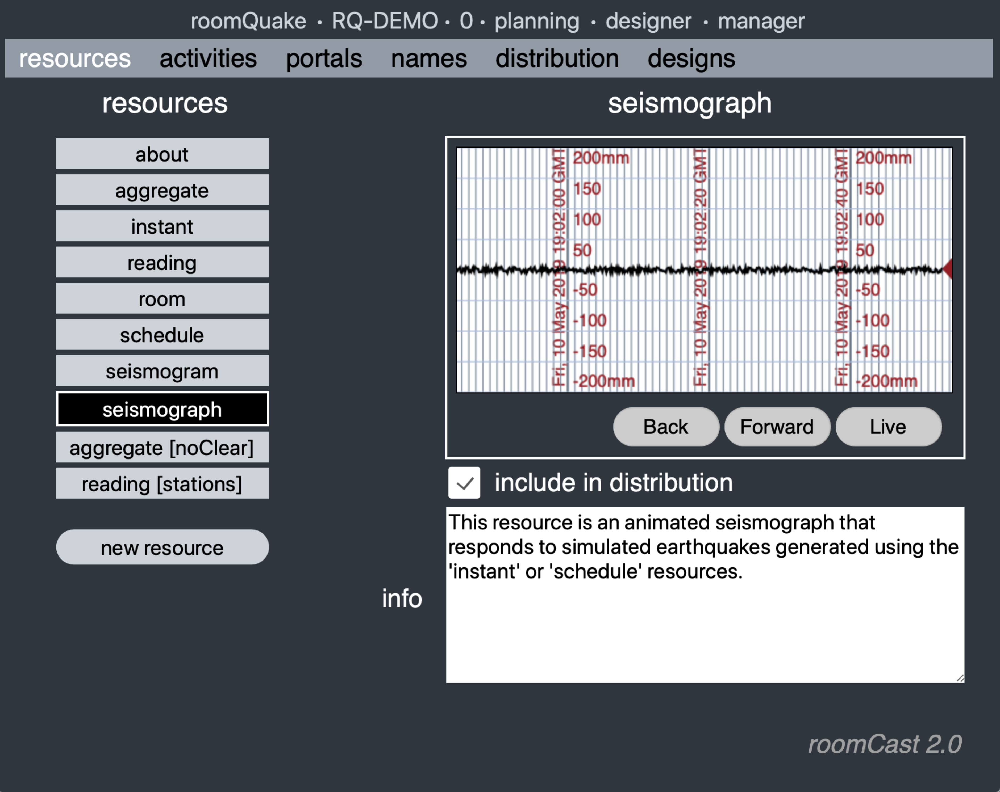 roomQuake • RQ-DEMO • 0 • planning • designer • manager
resources activities portals names distribution designs
resources
about
aggregate
instant
reading
room
schedule
seismogram
seismograph
aggregate [noClear]
reading [stations]
new resource
seismograph
Fri, 10 May 2019 19:02:00 GMT
200mm
150
100
50
-50
-100
-150
-200mm
Fri, 10 May 2019 19:02:20 GMT
Fri, 10 May 2019 19:02:40 GMT
200mm
150
100
50
-50
-100
-150
-200mm
Back Forward Live
include in distribution
info
This resource is an animated seismograph that
responds to simulated earthquakes generated using the
'instant' or 'schedule' resources.
roomCast 2.0